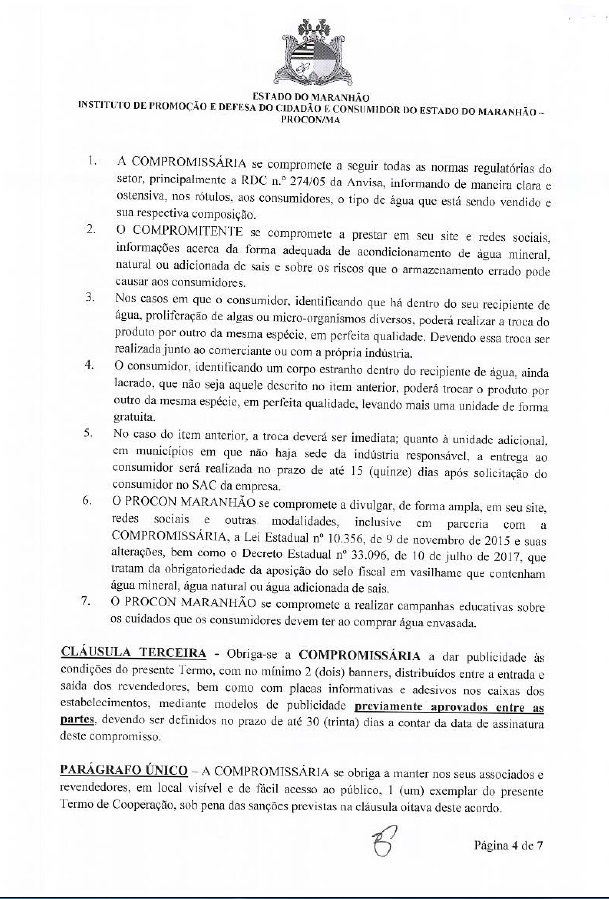 ESTADO DO MARANHÃO
INSTITUTO DE PROMOÇÃO E DEFESA DO CIDADÃO E CONSUMIDOR DO ESTADO DO MARANHÃO –
PROCON/MA
1. A COMPROMISSÁRIA se compromete a seguir todas as normas regulatórias do
setor, principalmente a RDC n.º 274/05 da Anvisa, informando de maneira clara e
ostensiva, nos rótulos, aos consumidores, o tipo de água que está sendo vendido e
sua respectiva composição.
2. O COMPROMITENTE se compromete a prestar em seu site e redes sociais,
informações acerca da forma adequada de acondicionamento de água mineral,
natural ou adicionada de sais e sobre os riscos que o armazenamento errado pode
causar aos consumidores.
3. Nos casos em que o consumidor, identificando que há dentro do seu recipiente de
água, proliferação de algas ou micro-organismos diversos, poderá realizar a troca do
produto por outro da mesma espécie, em perfeita qualidade. Devendo essa troca ser
realizada junto ao comerciante ou com a própria indústria.
4. O consumidor, identificando um corpo estranho dentro do recipiente de água, ainda
lacrado, que não seja aquele descrito no item anterior, poderá trocar o produto por
outro da mesma espécie, em perfeita qualidade, levando mais uma unidade de forma
gratuita.
5. No caso do item anterior, a troca deverá ser imediata; quanto à unidade adicional,
em municípios em que não haja sede da indústria responsável, a entrega ao
consumidor será realizada no prazo de até 15 (quinze) dias após solicitação do
consumidor no SAC da empresa.
6. O PROCON MARANHÃO se compromete a divulgar, de forma ampla, em seu site,
redes sociais e outras modalidades, inclusive em parceria com a
COMPROMISSÁRIA, a Lei Estadual nº 10.356, de 9 de novembro de 2015 e suas
alterações, bem como o Decreto Estadual nº 33.096, de 10 de julho de 2017, que
tratam da obrigatoriedade da aposição do selo fiscal em vasilhame que contenham
água mineral, água natural ou água adicionada de sais.
7. O PROCON MARANHÃO se compromete a realizar campanhas educativas sobre
os cuidados que os consumidores devem ter ao comprar água envasada.
CLÁUSULA TERCEIRA - Obriga-se a COMPROMISSÁRIA a dar publicidade às
condições do presente Termo, com no mínimo 2 (dois) banners, distribuídos entre a entrada e
saída dos revendedores, bem como com placas informativas e adesivos nos caixas dos
estabelecimentos, mediante modelos de publicidade previamente aprovados entre as
partes, devendo ser definidos no prazo de até 30 (trinta) dias a contar da data de assinatura
deste compromisso.
PARÁGRAFO ÚNICO – A COMPROMISSÁRIA se obriga a manter nos seus associados e
revendedores, em local visível e de fácil acesso ao público, 1 (um) exemplar do presente
Termo de Cooperação, sob pena das sanções previstas na cláusula oitava deste acordo.
Página 4 de 7